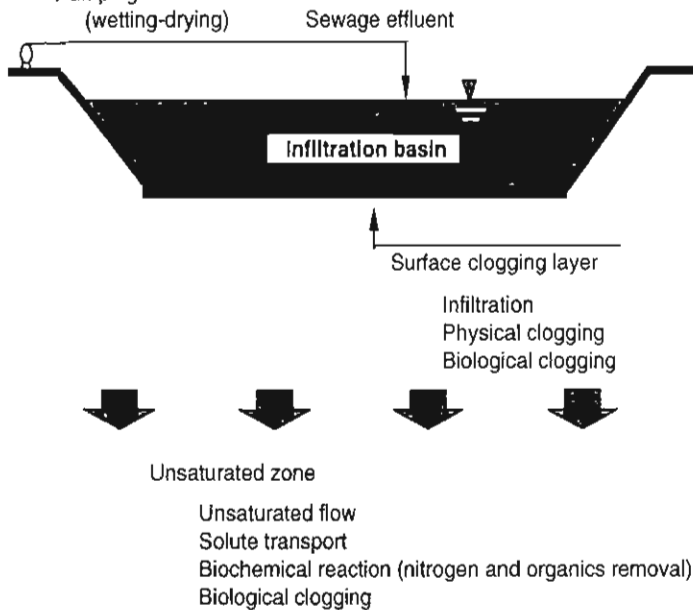 (wetting-drying)
Sewage effluent
Infiltration basin
Surface clogging layer
Infiltration
Physical clogging
Biological clogging
Unsaturated zone
Unsaturated flow
Solute transport
Biochemical reaction (nitrogen and organics removal)
Biological clogging